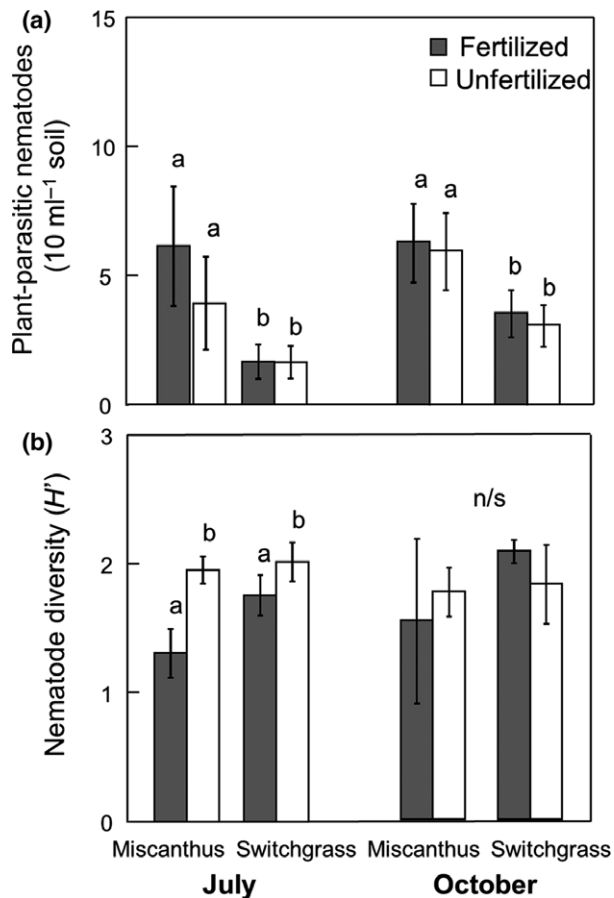 (a)
Plant-parasitic nematodes
(10 ml⁻¹ soil)
15
10
5
0
Fertilized
Unfertilized
a
a
b
b
a
a
b
b
(b)
Nematode diversity (H')
3
2
1
0
a
b
a
b
n/s
Miscanthus Switchgrass Miscanthus Switchgrass
July October